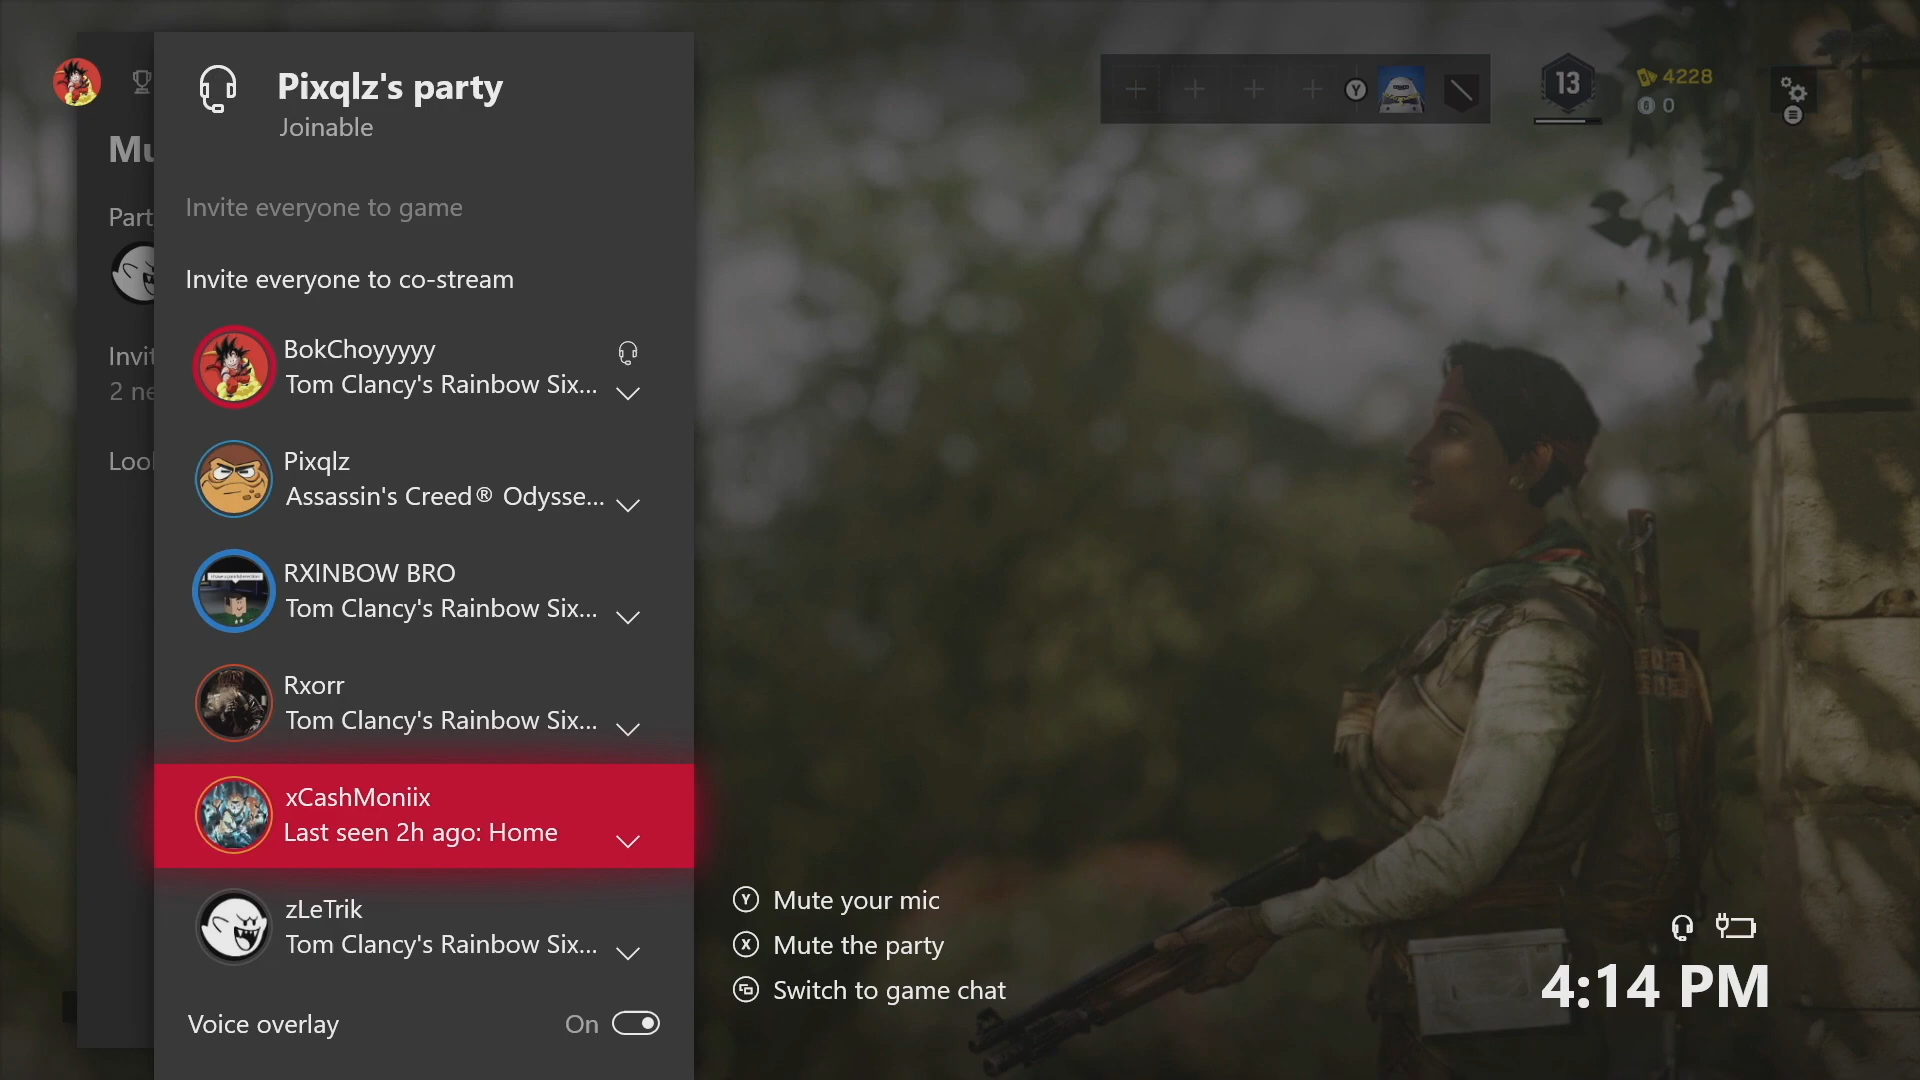 Pixqlz's party
Joinable
Mu
Part
Invite everyone to game
Invite everyone to co-stream
Invit
2 ne
Lool
BokChoyyyyy
Tom Clancy's Rainbow Six...
Pixqlz
Assassin's Creed® Odysse...
RXINBOW BRO
Tom Clancy's Rainbow Six...
Rxorr
Tom Clancy's Rainbow Six...
xCashMoniix
Last seen 2h ago: Home
zLeTrik
Tom Clancy's Rainbow Six...
Voice overlay
On
Y
13
4228
0
Y Mute your mic
X Mute the party
Switch to game chat
4:14 PM